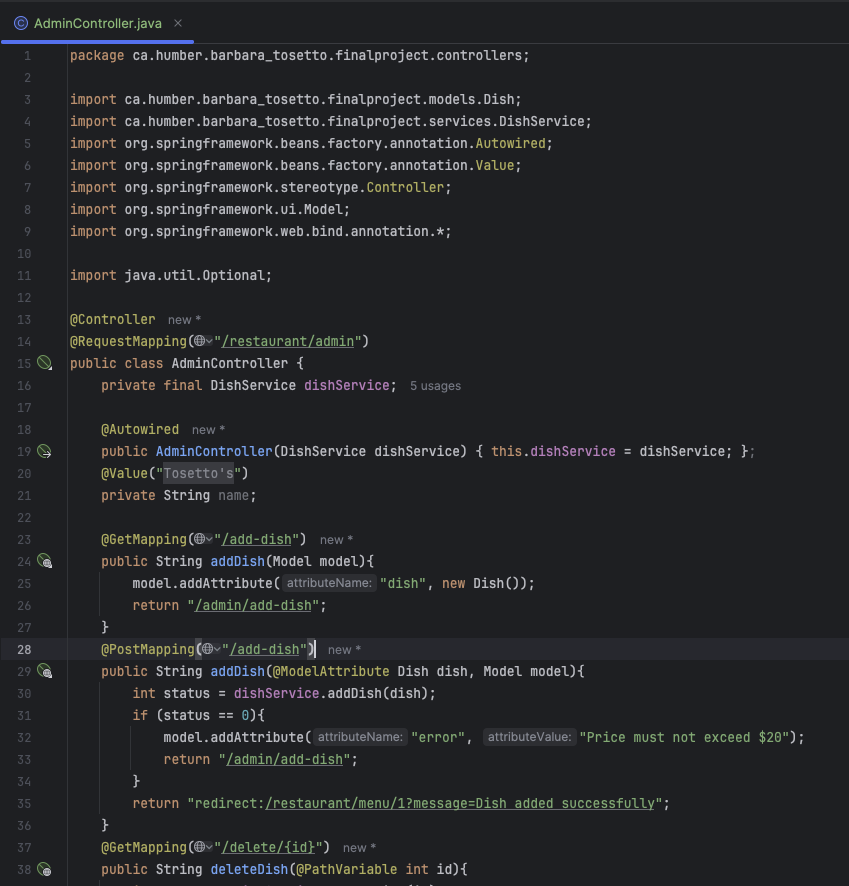 AdminController.java
1 package ca.humber.barbara_tosetto.finalproject.controllers;
2
3 import ca.humber.barbara_tosetto.finalproject.models.Dish;
4 import ca.humber.barbara_tosetto.finalproject.services.DishService;
5 import org.springframework.beans.factory.annotation.Autowired;
6 import org.springframework.beans.factory.annotation.Value;
7 import org.springframework.stereotype.Controller;
8 import org.springframework.ui.Model;
9 import org.springframework.web.bind.annotation.*;
10
11 import java.util.Optional;
12
13 @Controller new *
14 @RequestMapping("/restaurant/admin")
15 public class AdminController {
16 private final DishService dishService; 5 usages
17
18 @Autowired new *
19 public AdminController(DishService dishService) { this.dishService = dishService; };
20 @Value("Tosetto's")
21 private String name;
22
23 @GetMapping("/add-dish") new *
24 public String addDish(Model model){
25 model.addAttribute( attributeName: "dish", new Dish());
26 return "/admin/add-dish";
27 }
28 @PostMapping("/add-dish") new *
29 public String addDish(@ModelAttribute Dish dish, Model model){
30 int status = dishService.addDish(dish);
31 if (status == 0){
32 model.addAttribute( attributeName: "error", attributeValue: "Price must not exceed $20");
33 return "/admin/add-dish";
34 }
35 return "redirect:/restaurant/menu/1?message=Dish added successfully";
36 }
37 @GetMapping("/delete/{id}") new *
38 public String deleteDish(@PathVariable int id){